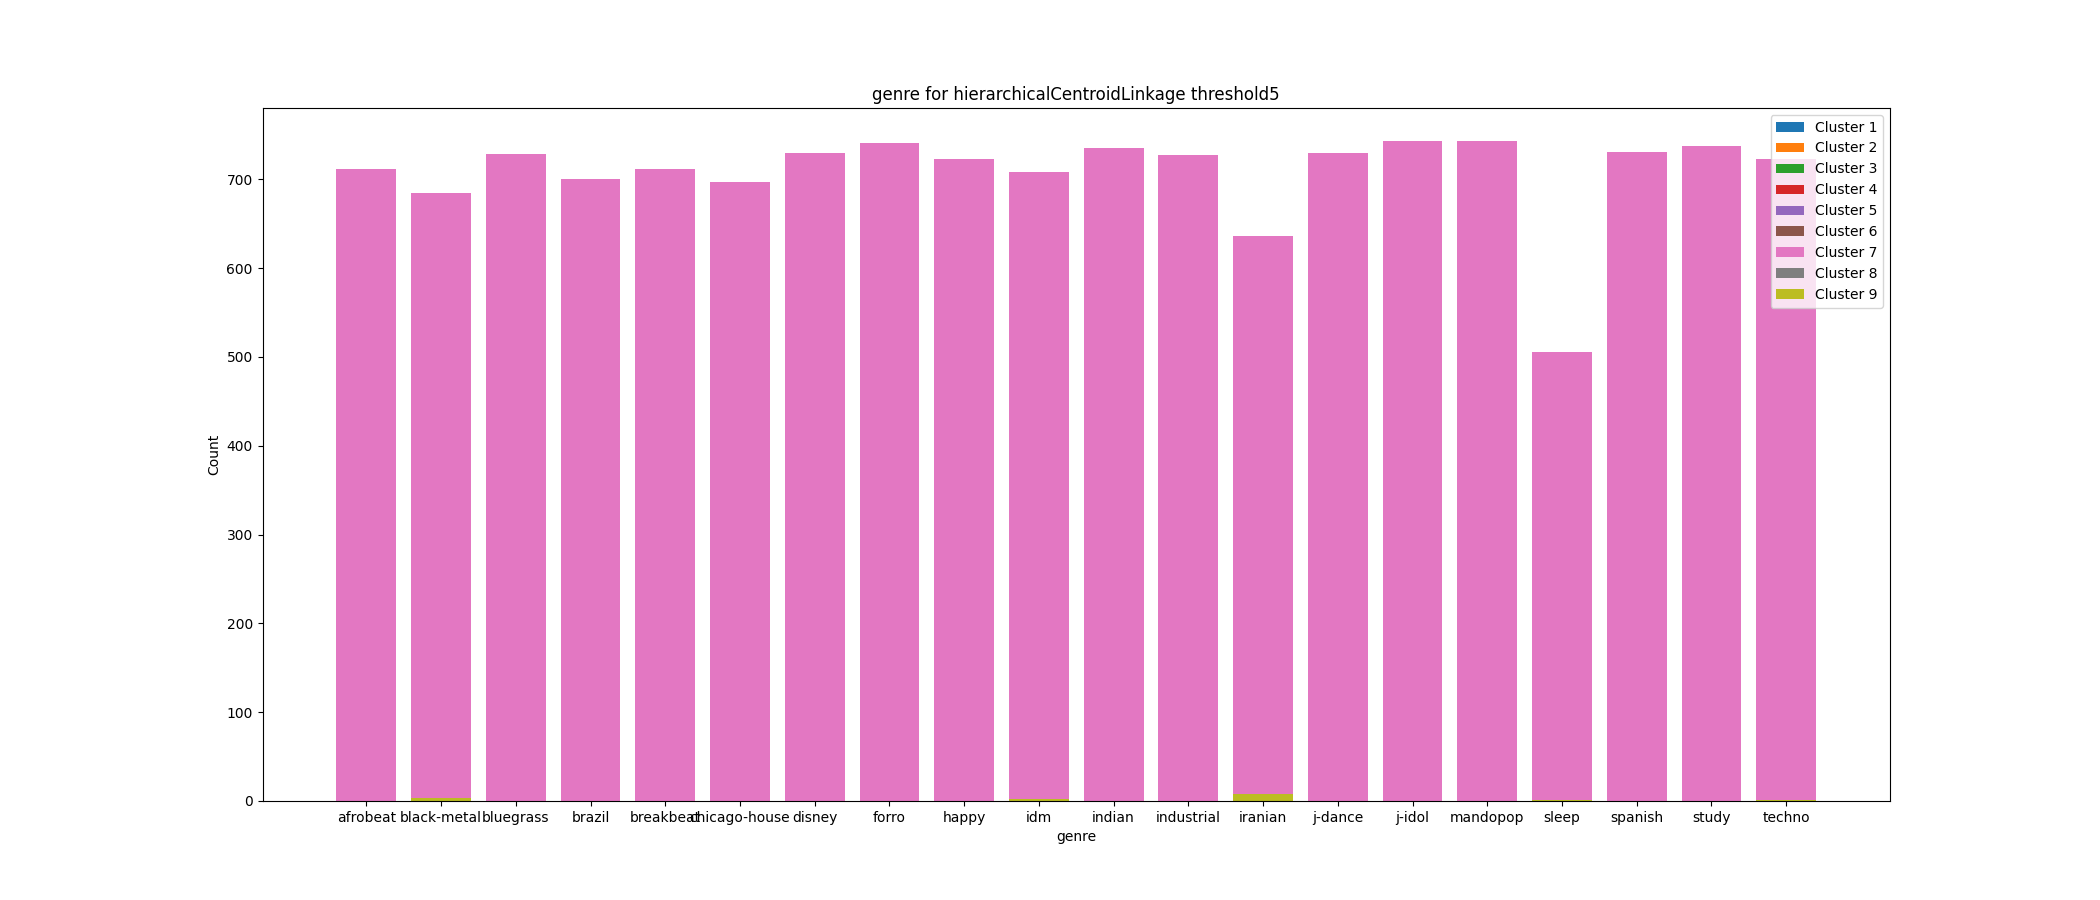 genre for hierarchicalCentroidLinkage threshold5
Cluster 1
Cluster 2
Cluster 3
Cluster 4
Cluster 5
Cluster 6
Cluster 7
Cluster 8
Cluster 9
700
600
500
400
300
200
100
0
Count
afrobeat black-metal bluegrass brazil breakbeat chicago-house disney forro happy idm indian industrial iranian j-dance j-idol mandopop sleep spanish study techno
genre